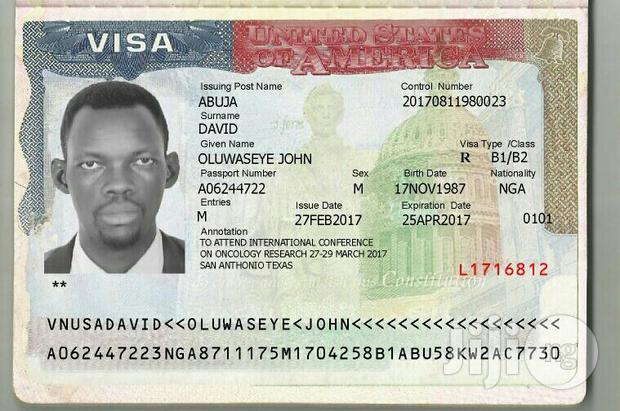 VISA
UNITED STATES OF AMERICA
Issuing Post Name Control Number
ABUJA 20170811980023
Surname
DAVID
Given Name Visa Type /Class
OLUWASEYE JOHN R B1/B2
Passport Number Sex Birth Date Nationality
A06244722 M 17NOV1987 NGA
Entries Issue Date Expiration Date
M 27FEB2017 25APR2017 0101
Annotation
TO ATTEND INTERNATIONAL CONFERENCE
ON ONCOLOGY RESEARCH 27-29 MARCH 2017
SAN ANTHONIO TEXAS
L1716812
Constitution
**
VNUSADAVID<<OLUWASEYE<JOHN<<<<<<<<<<<<<<<<<<
A062447223NGA8711175M1704258B1ABU58KW2AC7730
Jiji
ng